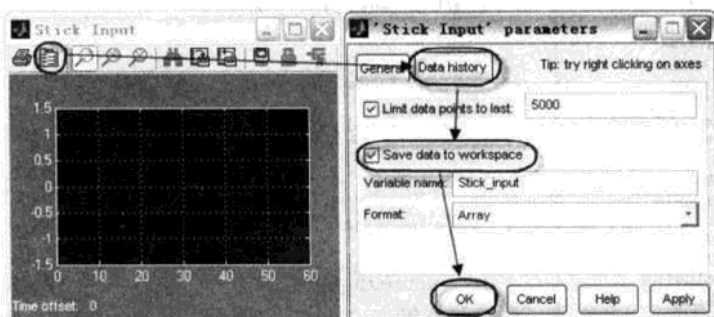 Stick Input
1.5
1
0.5
0
-0.5
-1
-1.5
0 10 20 30 40 50 60
Time offset: 0
'Stick Input' parameters
General Data history Tip: try right clicking on axes
Limit data points to last: 5000
Save data to workspace
Variable name: Stick_input
Format: Array
OK Cancel Help Apply